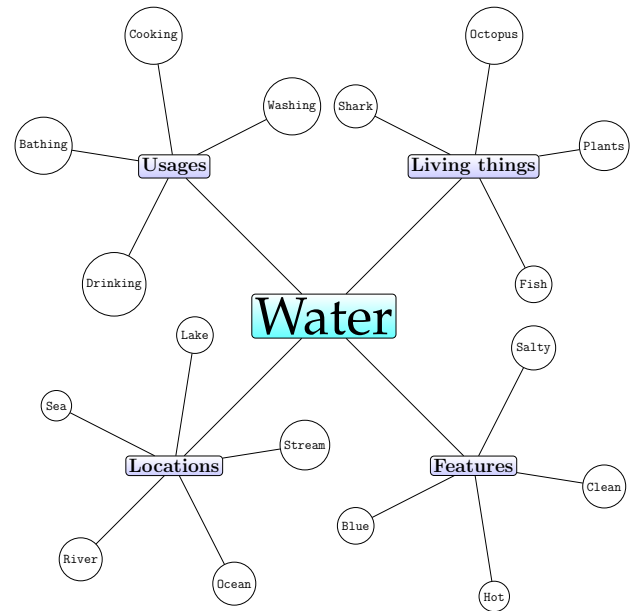 Cooking
Octopus
Washing
Shark
Bathing
Plants
Usages
Living things
Drinking
Fish
Water
Lake
Salty
Sea
Stream
Locations
Features
Clean
Blue
River
Ocean
Hot